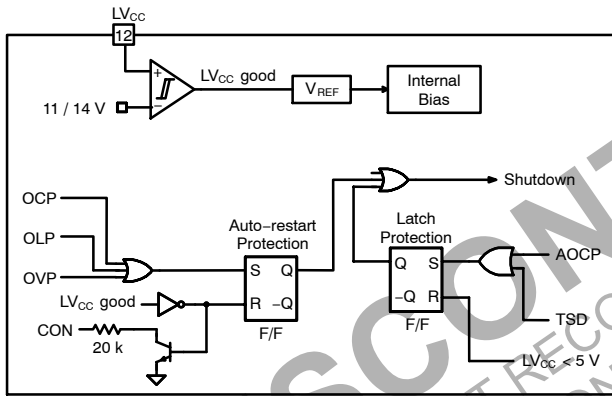 LVCC
12
LVCC good
VREF
Internal
Bias
11 / 14 V
Shutdown
OCP
OLP
OVP
Auto−restart
Protection
Latch
Protection
S Q
R −Q
F/F
Q S
−Q R
F/F
AOCP
TSD
LVCC good
CON
20 k
LVCC < 5 V